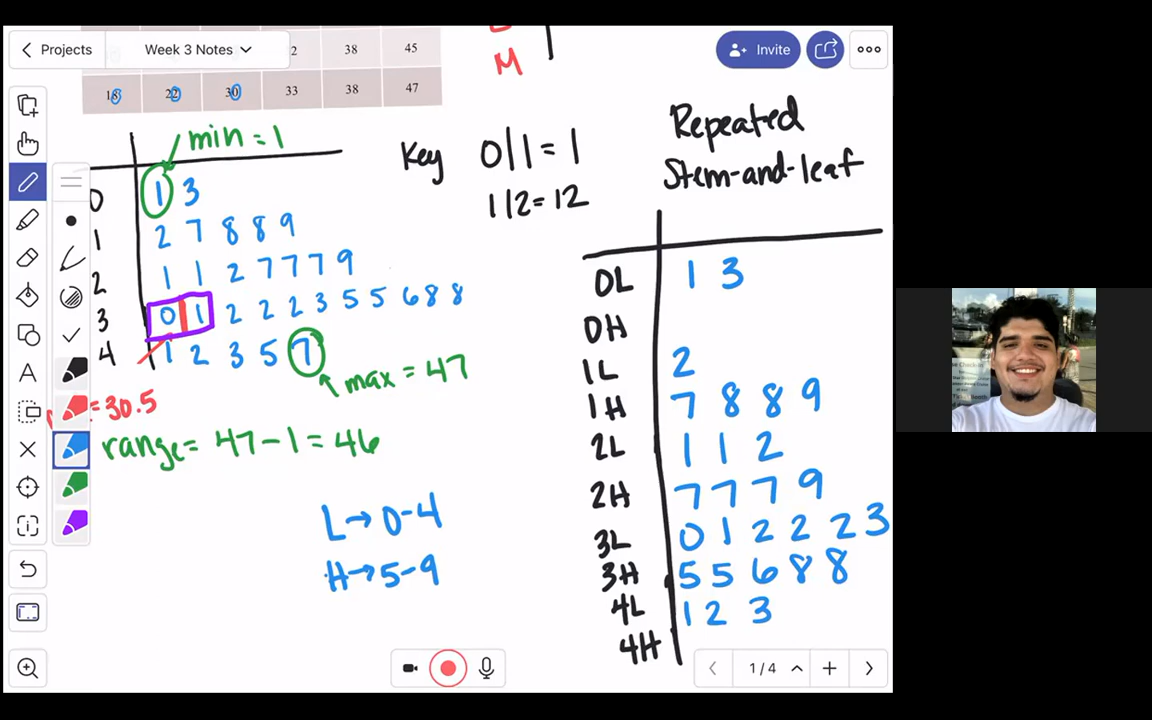 Projects
Week 3 Notes
Invite
2 38 45
18 22 30 33 38 47
M
min = 1
0 1 3
1 2 7 8 8 9
2 1 1 2 7 7 7 9
3 0 1 2 2 2 3 5 5 6 8 8
4 1 2 3 5 7
max = 47
= 30.5
range = 47 - 1 = 46
L → 0-4
H → 5-9
Key 0|1 = 1
1|2 = 12
Repeated
Stem-and-leaf
0L 1 3
0H
1L 2
1H 7 8 8 9
2L 1 1 2
2H 7 7 7 9
3L 0 1 2 2 2 3
3H 5 5 6 8 8
4L 1 2 3
4H
A
1/4